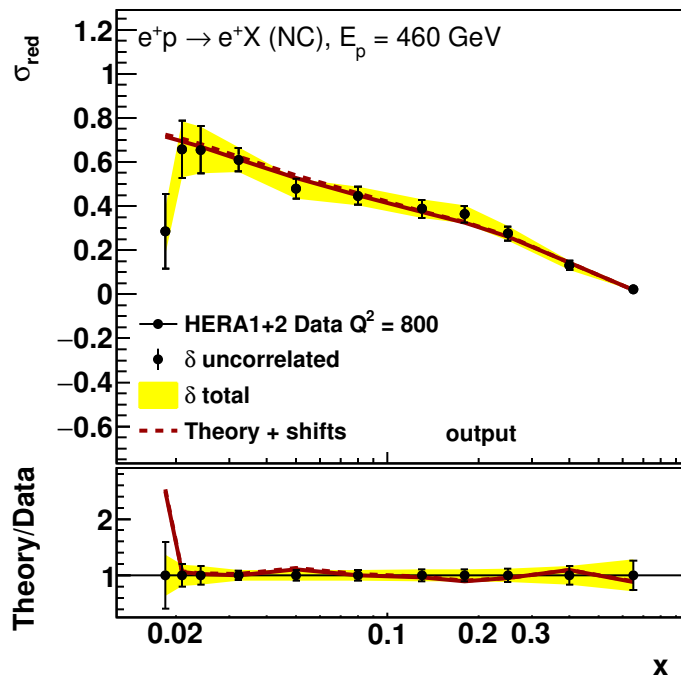 e⁺p → e⁺X (NC), E_p = 460 GeV
σ_red
1.2
1
0.8
0.6
0.4
0.2
0
−0.2
−0.4
−0.6
HERA1+2 Data Q² = 800
δ uncorrelated
δ total
Theory + shifts
output
Theory/Data
2
1
0.02 0.1 0.2 0.3
x